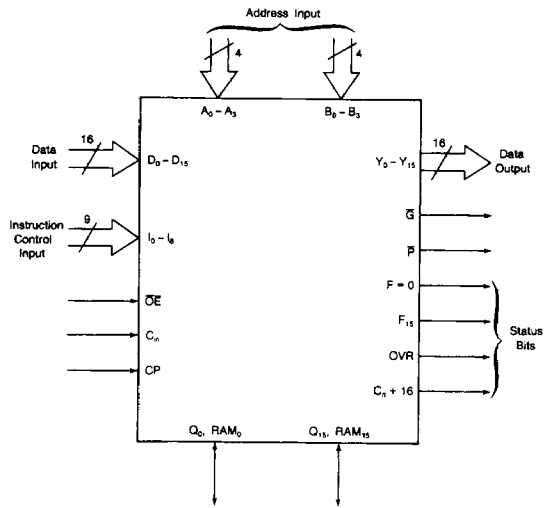 Address Input
4
4
A₀ – A₃
B₀ – B₃
16
Data
Input
D₀ – D₁₅
Y₀ – Y₁₅
16
Data
Output
G̅
9
Instruction
Control
Input
I₀ – I₈
P̅
F = 0
O̅E̅
F₁₅
Status
Bits
Cᵢₙ
OVR
CP
Cₙ + 16
Q₀, RAM₀
Q₁₅, RAM₁₅